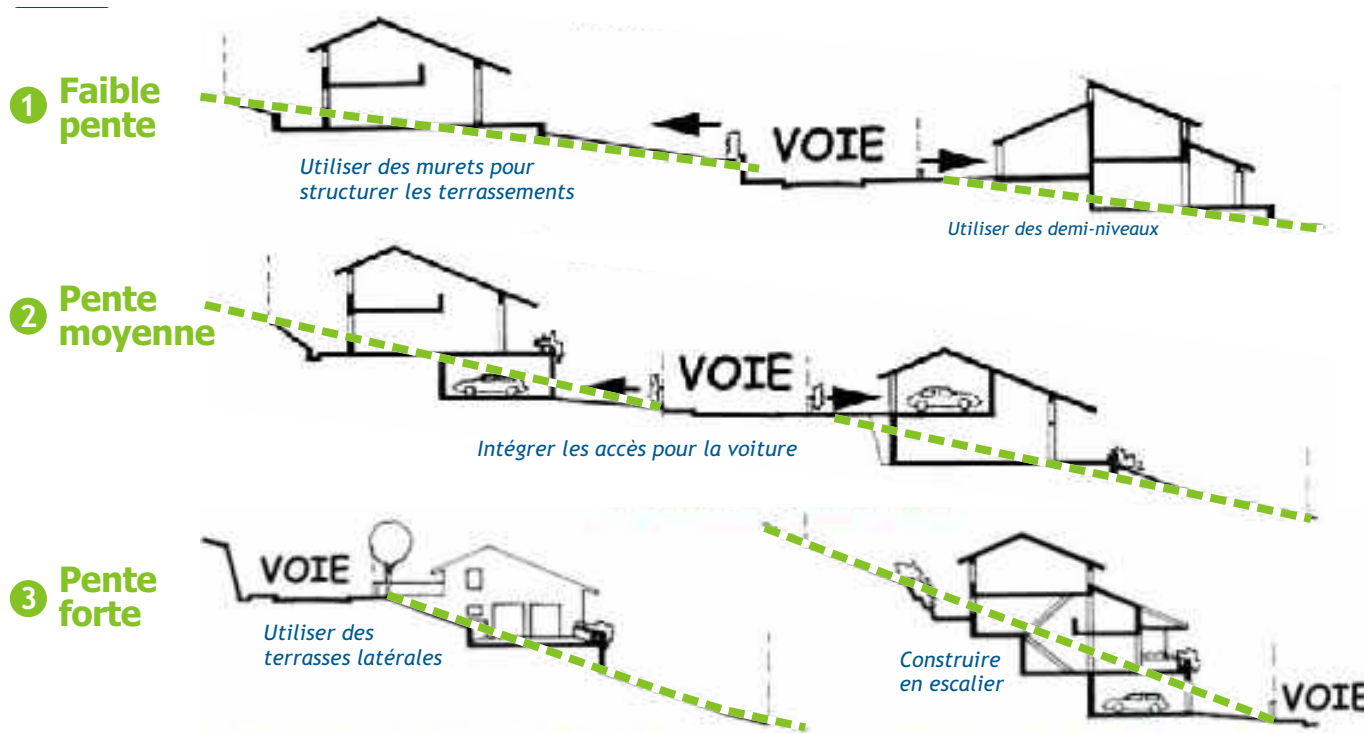 1 Faible
pente
VOIE
Utiliser des murets pour
structurer les terrassements
Utiliser des demi-niveaux
2 Pente
moyenne
VOIE
Intégrer les accès pour la voiture
3 Pente
forte
VOIE
Utiliser des
terrasses latérales
Construire
en escalier
VOIE